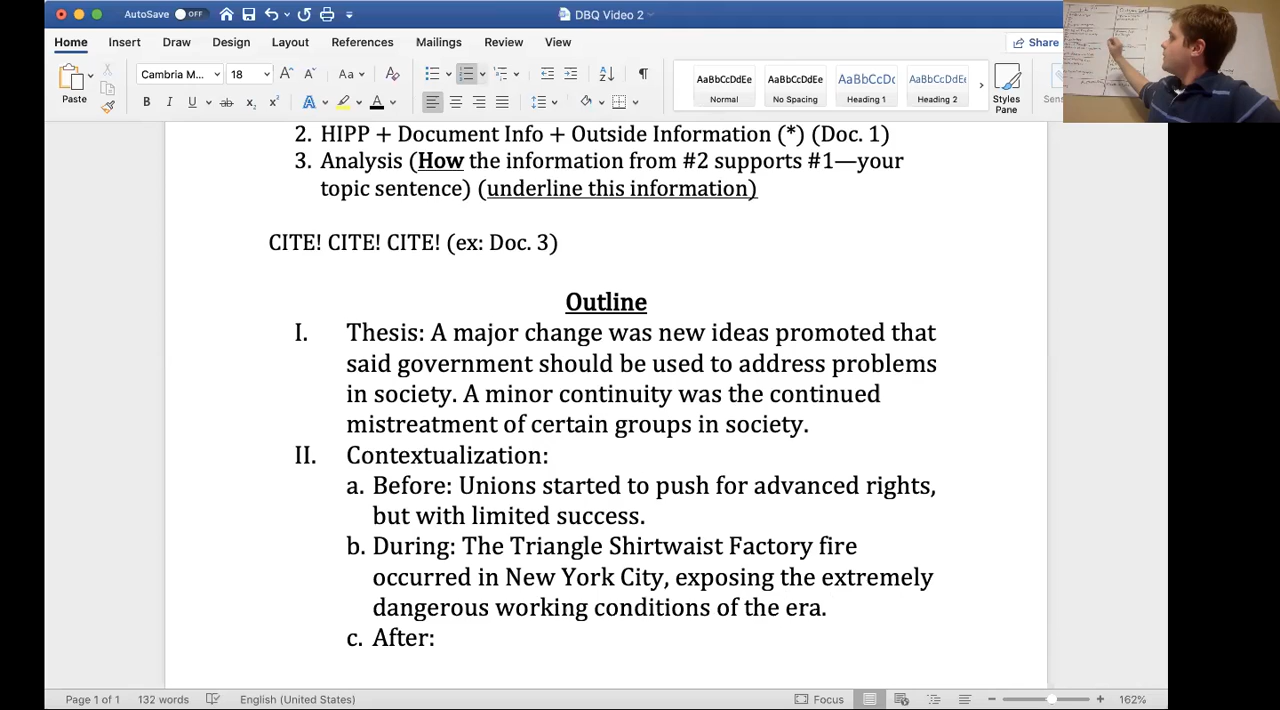 AutoSave OFF DBQ Video 2
Home Insert Draw Design Layout References Mailings Review View Share
Paste Cambria M... 18 A A Aa A AaBbCcDdEe AaBbCcDdEe AaBbCcDc AaBbCcDdEe
B I U ab x₂ x² A A Normal No Spacing Heading 1 Heading 2 Styles Pane
2. HIPP + Document Info + Outside Information (*) (Doc. 1)
3. Analysis (How the information from #2 supports #1—your
topic sentence) (underline this information)
CITE! CITE! CITE! (ex: Doc. 3)
Outline
I. Thesis: A major change was new ideas promoted that
said government should be used to address problems
in society. A minor continuity was the continued
mistreatment of certain groups in society.
II. Contextualization:
a. Before: Unions started to push for advanced rights,
but with limited success.
b. During: The Triangle Shirtwaist Factory fire
occurred in New York City, exposing the extremely
dangerous working conditions of the era.
c. After:
Page 1 of 1 132 words English (United States) Focus 162%